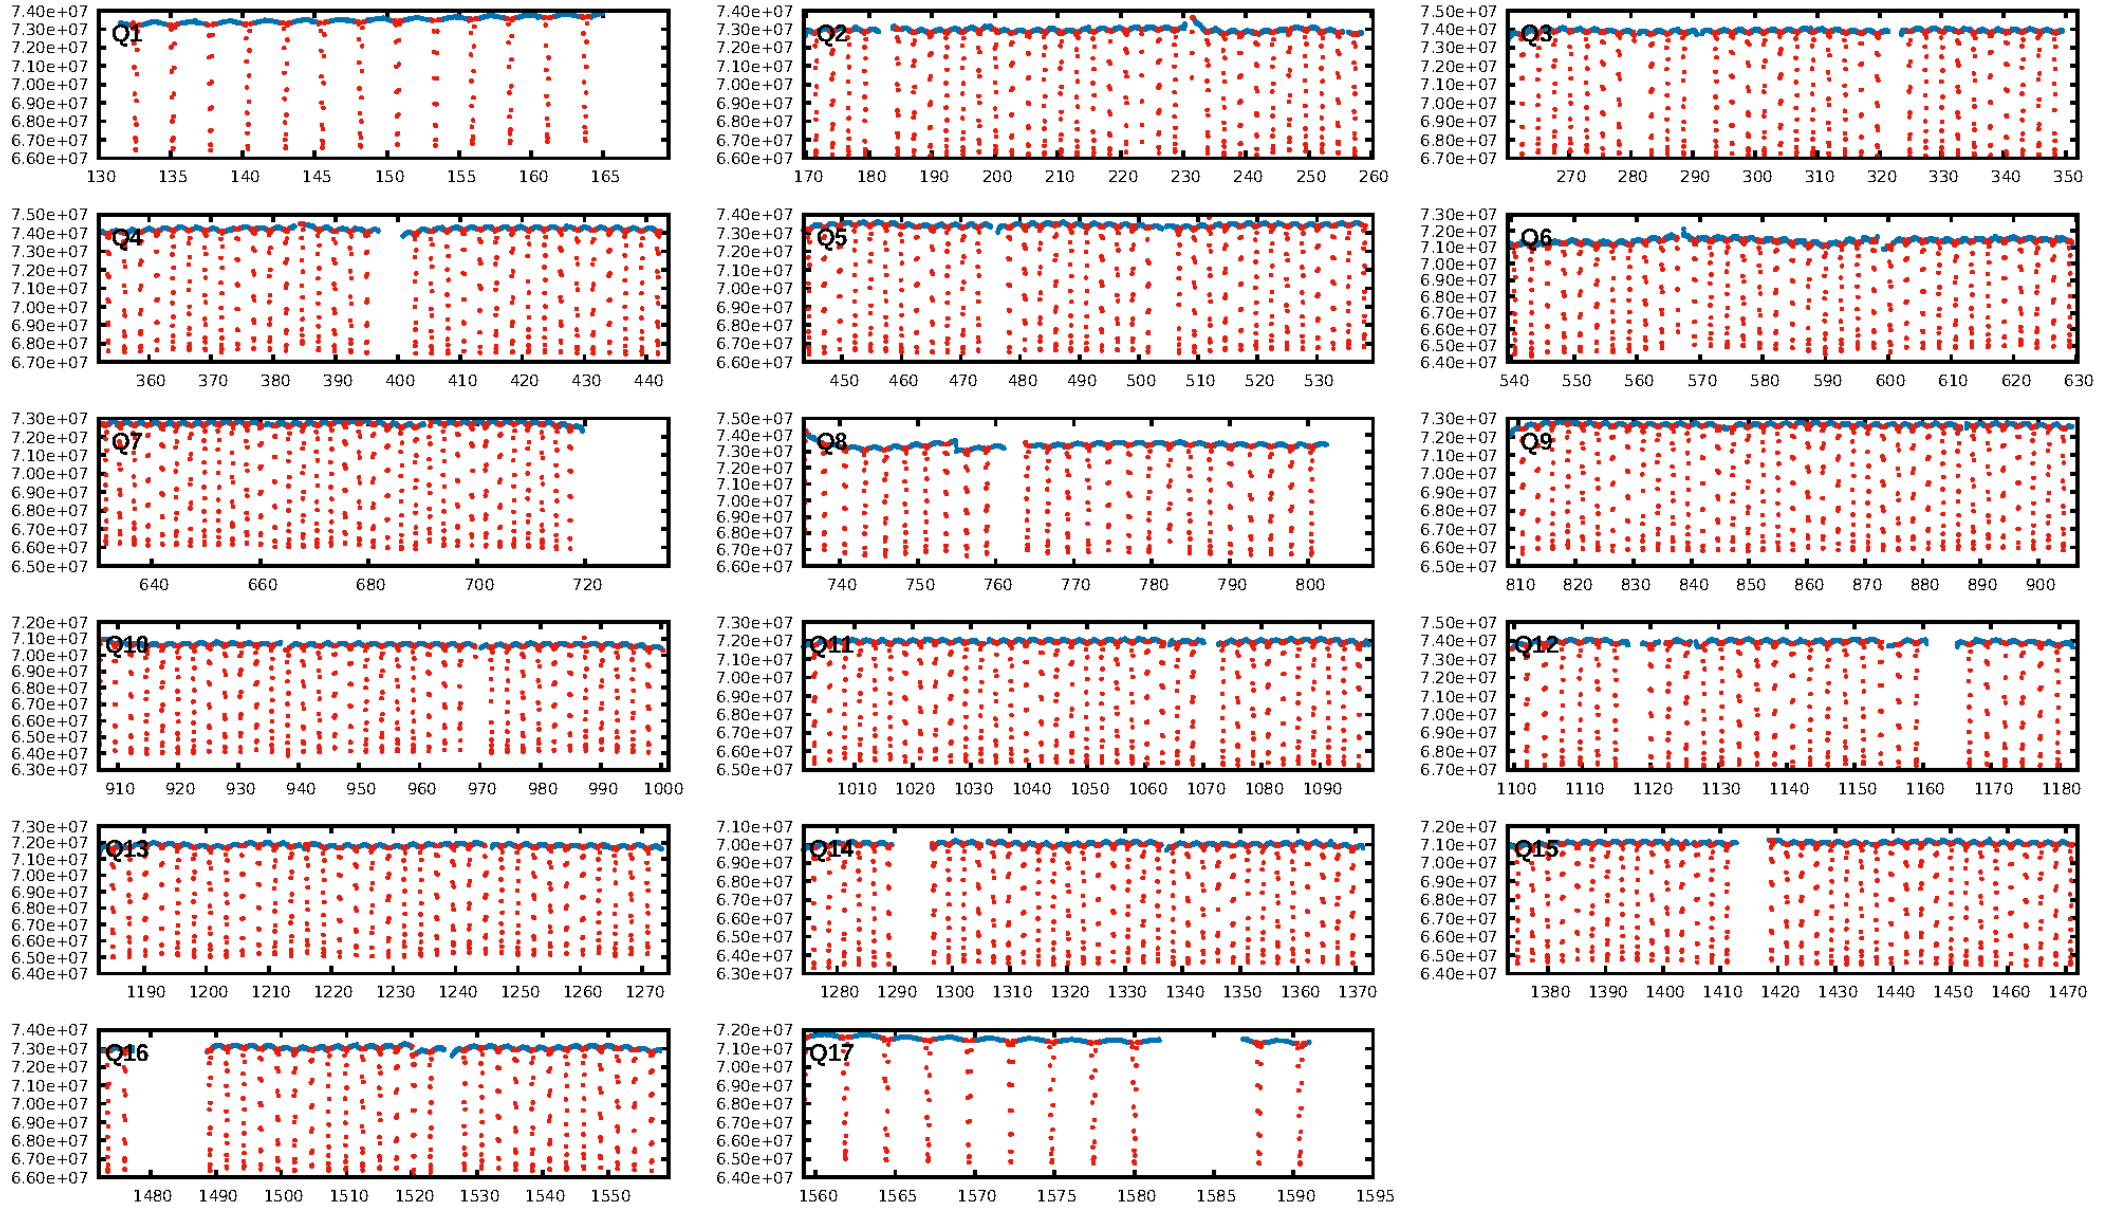 7.40e+07
7.30e+07
7.20e+07
7.10e+07
7.00e+07
6.90e+07
6.80e+07
6.70e+07
6.60e+07
Q1
130 135 140 145 150 155 160 165
7.40e+07
7.30e+07
7.20e+07
7.10e+07
7.00e+07
6.90e+07
6.80e+07
6.70e+07
6.60e+07
Q2
170 180 190 200 210 220 230 240 250 260
7.50e+07
7.40e+07
7.30e+07
7.20e+07
7.10e+07
7.00e+07
6.90e+07
6.80e+07
6.70e+07
Q3
270 280 290 300 310 320 330 340 350
7.50e+07
7.40e+07
7.30e+07
7.20e+07
7.10e+07
7.00e+07
6.90e+07
6.80e+07
6.70e+07
Q4
360 370 380 390 400 410 420 430 440
7.40e+07
7.30e+07
7.20e+07
7.10e+07
7.00e+07
6.90e+07
6.80e+07
6.70e+07
6.60e+07
Q5
450 460 470 480 490 500 510 520 530
7.30e+07
7.20e+07
7.10e+07
7.00e+07
6.90e+07
6.80e+07
6.70e+07
6.60e+07
6.50e+07
6.40e+07
Q6
540 550 560 570 580 590 600 610 620 630
7.30e+07
7.20e+07
7.10e+07
7.00e+07
6.90e+07
6.80e+07
6.70e+07
6.60e+07
6.50e+07
Q7
640 660 680 700 720
7.50e+07
7.40e+07
7.30e+07
7.20e+07
7.10e+07
7.00e+07
6.90e+07
6.80e+07
6.70e+07
6.60e+07
Q8
740 750 760 770 780 790 800
7.30e+07
7.20e+07
7.10e+07
7.00e+07
6.90e+07
6.80e+07
6.70e+07
6.60e+07
6.50e+07
Q9
810 820 830 840 850 860 870 880 890 900
7.20e+07
7.10e+07
7.00e+07
6.90e+07
6.80e+07
6.70e+07
6.60e+07
6.50e+07
6.40e+07
6.30e+07
Q10
910 920 930 940 950 960 970 980 990 1000
7.30e+07
7.20e+07
7.10e+07
7.00e+07
6.90e+07
6.80e+07
6.70e+07
6.60e+07
6.50e+07
Q11
1010 1020 1030 1040 1050 1060 1070 1080 1090
7.50e+07
7.40e+07
7.30e+07
7.20e+07
7.10e+07
7.00e+07
6.90e+07
6.80e+07
6.70e+07
Q12
1100 1110 1120 1130 1140 1150 1160 1170 1180
7.30e+07
7.20e+07
7.10e+07
7.00e+07
6.90e+07
6.80e+07
6.70e+07
6.60e+07
6.50e+07
6.40e+07
Q13
1190 1200 1210 1220 1230 1240 1250 1260 1270
7.10e+07
7.00e+07
6.90e+07
6.80e+07
6.70e+07
6.60e+07
6.50e+07
6.40e+07
6.30e+07
Q14
1280 1290 1300 1310 1320 1330 1340 1350 1360 1370
7.20e+07
7.10e+07
7.00e+07
6.90e+07
6.80e+07
6.70e+07
6.60e+07
6.50e+07
6.40e+07
Q15
1380 1390 1400 1410 1420 1430 1440 1450 1460 1470
7.40e+07
7.30e+07
7.20e+07
7.10e+07
7.00e+07
6.90e+07
6.80e+07
6.70e+07
6.60e+07
Q16
1480 1490 1500 1510 1520 1530 1540 1550
7.20e+07
7.10e+07
7.00e+07
6.90e+07
6.80e+07
6.70e+07
6.60e+07
6.50e+07
6.40e+07
Q17
1560 1565 1570 1575 1580 1585 1590 1595